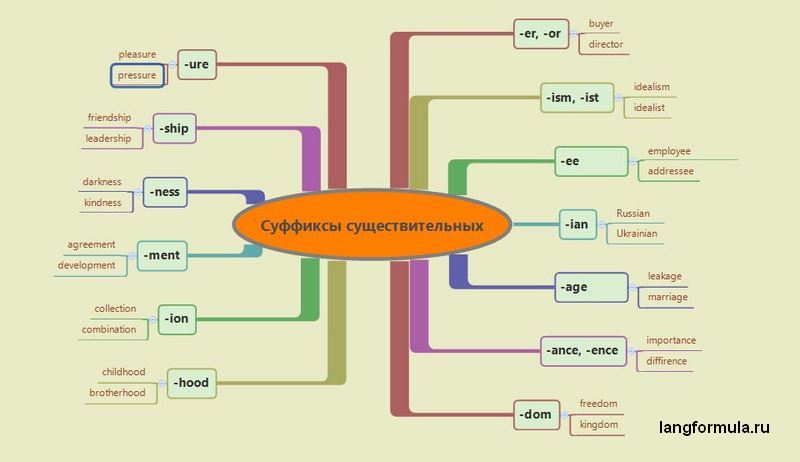 Суффиксы существительных
-ure
pleasure
pressure
-ship
friendship
leadership
-ness
darkness
kindness
-ment
agreement
development
-ion
collection
combination
-hood
childhood
brotherhood
-er, -or
buyer
director
-ism, -ist
idealism
idealist
-ee
employee
addressee
-ian
Russian
Ukrainian
-age
leakage
marriage
-ance, -ence
importance
diffirence
-dom
freedom
kingdom
langformula.ru